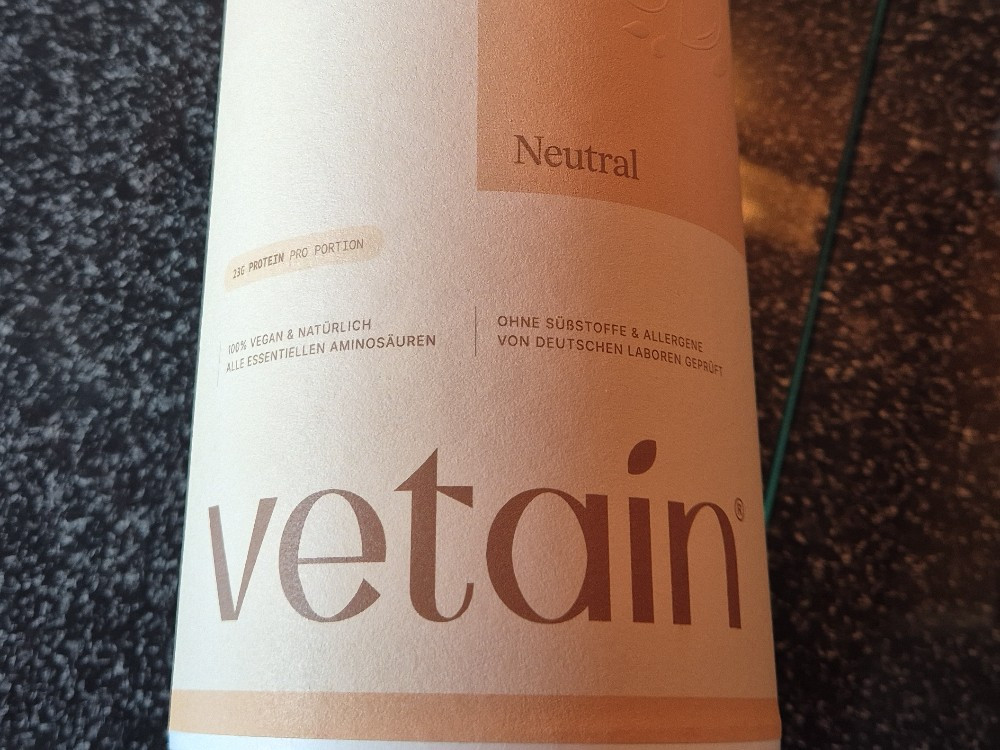 Neutral
23G PROTEIN PRO PORTION
100% VEGAN & NATÜRLICH
ALLE ESSENTIELLEN AMINOSÄUREN
OHNE SÜßSTOFFE & ALLERGENE
VON DEUTSCHEN LABOREN GEPRÜFT
vetain®